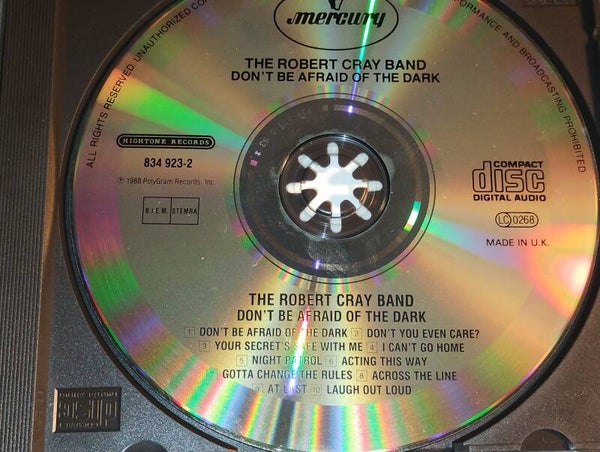 mercury
ALL RIGHTS RESERVED UNAUTHORIZED CO
ORMANCE AND BROADCASTING PROHIBITED
THE ROBERT CRAY BAND
DON'T BE AFRAID OF THE DARK
HIGHTONE RECORDS
834 923-2
℗ 1988 PolyGram Records, Inc.
B.I.E.M. STEMRA
COMPACT
disc
DIGITAL AUDIO
LC 0268
MADE IN U.K.
THE ROBERT CRAY BAND
DON'T BE AFRAID OF THE DARK
1 DON'T BE AFRAID OF THE DARK 2 DON'T YOU EVEN CARE?
3 YOUR SECRET'S SAFE WITH ME 4 I CAN'T GO HOME
5 NIGHT PATROL 6 ACTING THIS WAY
7 GOTTA CHANGE THE RULES 8 ACROSS THE LINE
9 AT LAST 10 LAUGH OUT LOUD